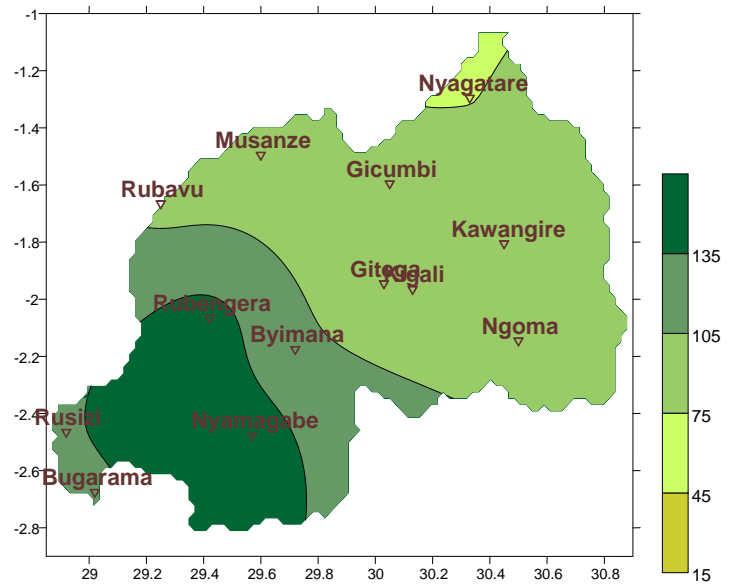 -1
-1.2
Nyagatare
-1.4
Musanze
Gicumbi
-1.6
Rubavu
-1.8
Kawangire
135
Gitega
Kigali
-2
Rubengera
105
Byimana
Ngoma
-2.2
-2.4
Rusizi
Nyamagabe
75
-2.6
Bugarama
45
-2.8
15
29
29.2
29.4
29.6
29.8
30
30.2
30.4
30.6
30.8